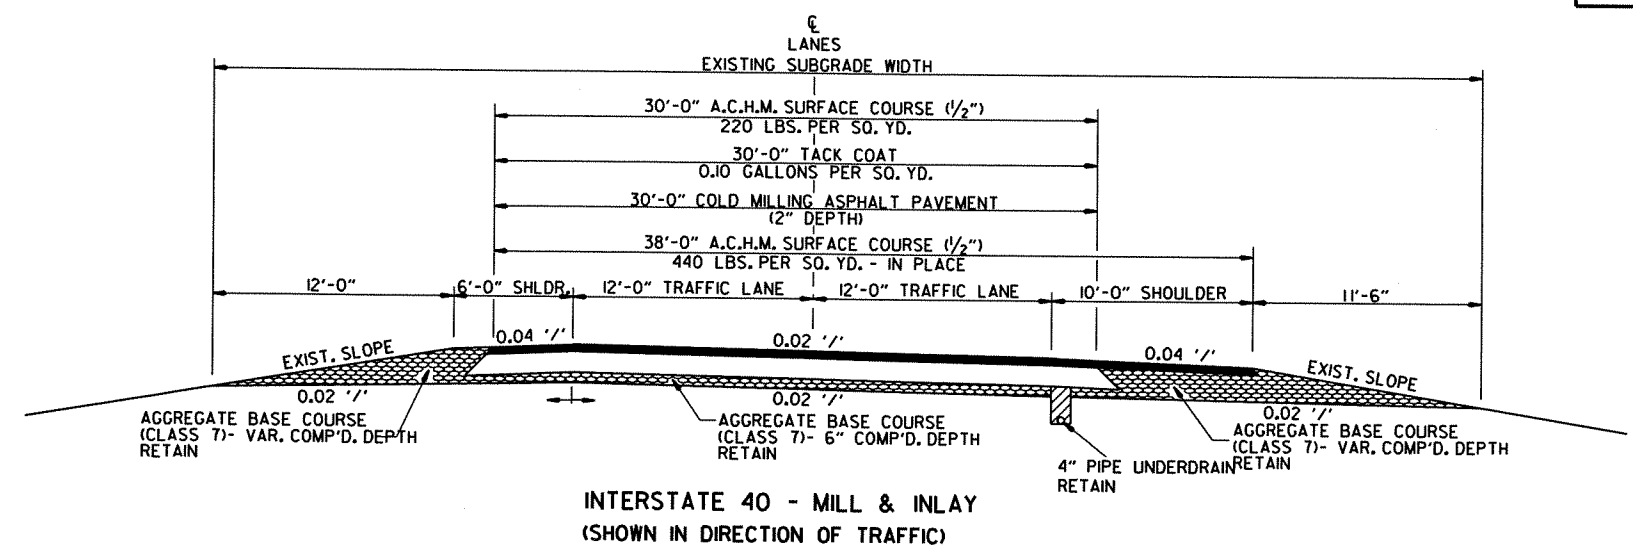 ℄
LANES
EXISTING SUBGRADE WIDTH
30'-0" A.C.H.M. SURFACE COURSE (1/2")
220 LBS. PER SQ. YD.
30'-0" TACK COAT
0.10 GALLONS PER SQ. YD.
30'-0" COLD MILLING ASPHALT PAVEMENT
(2" DEPTH)
38'-0" A.C.H.M. SURFACE COURSE (1/2")
440 LBS. PER SQ. YD. - IN PLACE
12'-0"
6'-0" SHLDR.
12'-0" TRAFFIC LANE
12'-0" TRAFFIC LANE
10'-0" SHOULDER
11'-6"
EXIST. SLOPE
0.04 '/'
0.02 '/'
0.04 '/'
EXIST. SLOPE
0.02 '/'
0.02 '/'
0.02 '/'
AGGREGATE BASE COURSE
(CLASS 7)- VAR. COMP'D. DEPTH
RETAIN
AGGREGATE BASE COURSE
(CLASS 7)- 6" COMP'D. DEPTH
RETAIN
4" PIPE UNDERDRAIN
RETAIN
AGGREGATE BASE COURSE
(CLASS 7)- VAR. COMP'D. DEPTH
RETAIN
INTERSTATE 40 - MILL & INLAY
(SHOWN IN DIRECTION OF TRAFFIC)